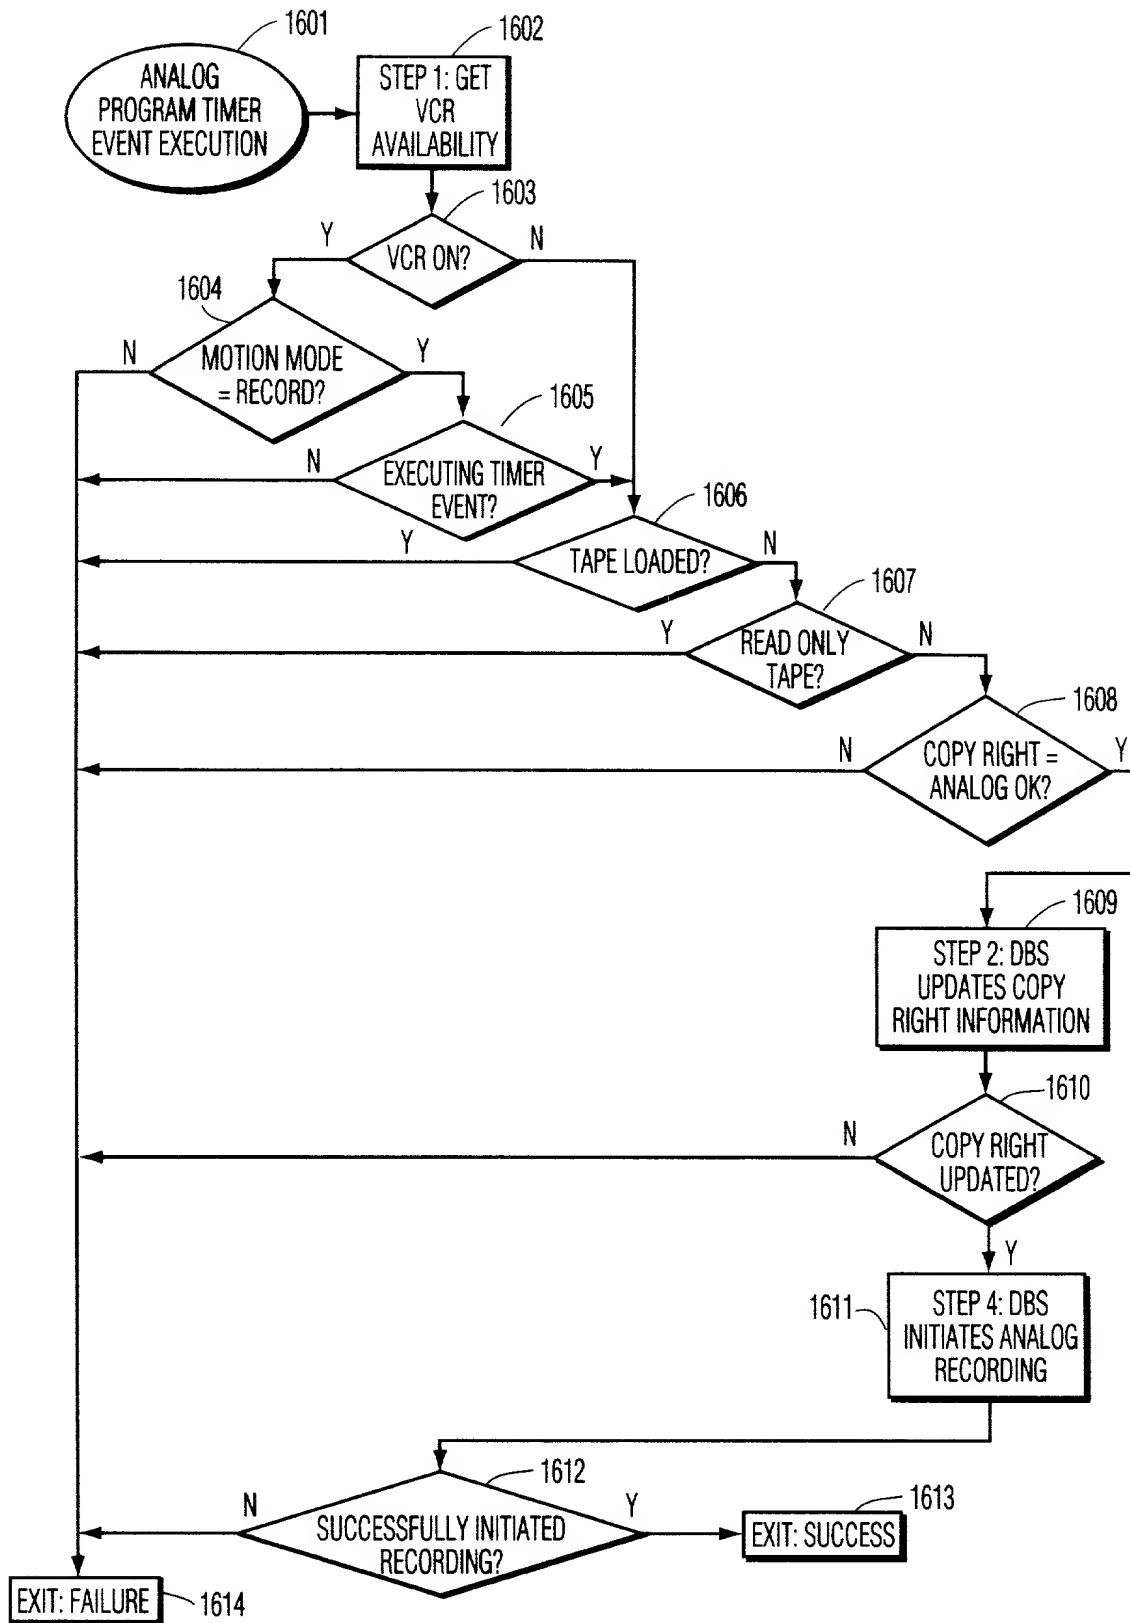 1601
ANALOG
PROGRAM TIMER
EVENT EXECUTION
1602
STEP 1: GET
VCR
AVAILABILITY
1603
Y
VCR ON?
N
1604
N
MOTION MODE
= RECORD?
Y
1605
N
EXECUTING TIMER
EVENT?
Y
1606
Y
TAPE LOADED?
N
1607
Y
READ ONLY
TAPE?
N
1608
N
COPY RIGHT =
ANALOG OK?
Y
1609
STEP 2: DBS
UPDATES COPY
RIGHT INFORMATION
1610
N
COPY RIGHT
UPDATED?
Y
1611
STEP 4: DBS
INITIATES ANALOG
RECORDING
1612
N
SUCCESSFULLY INITIATED
RECORDING?
Y
1613
EXIT: SUCCESS
EXIT: FAILURE
1614